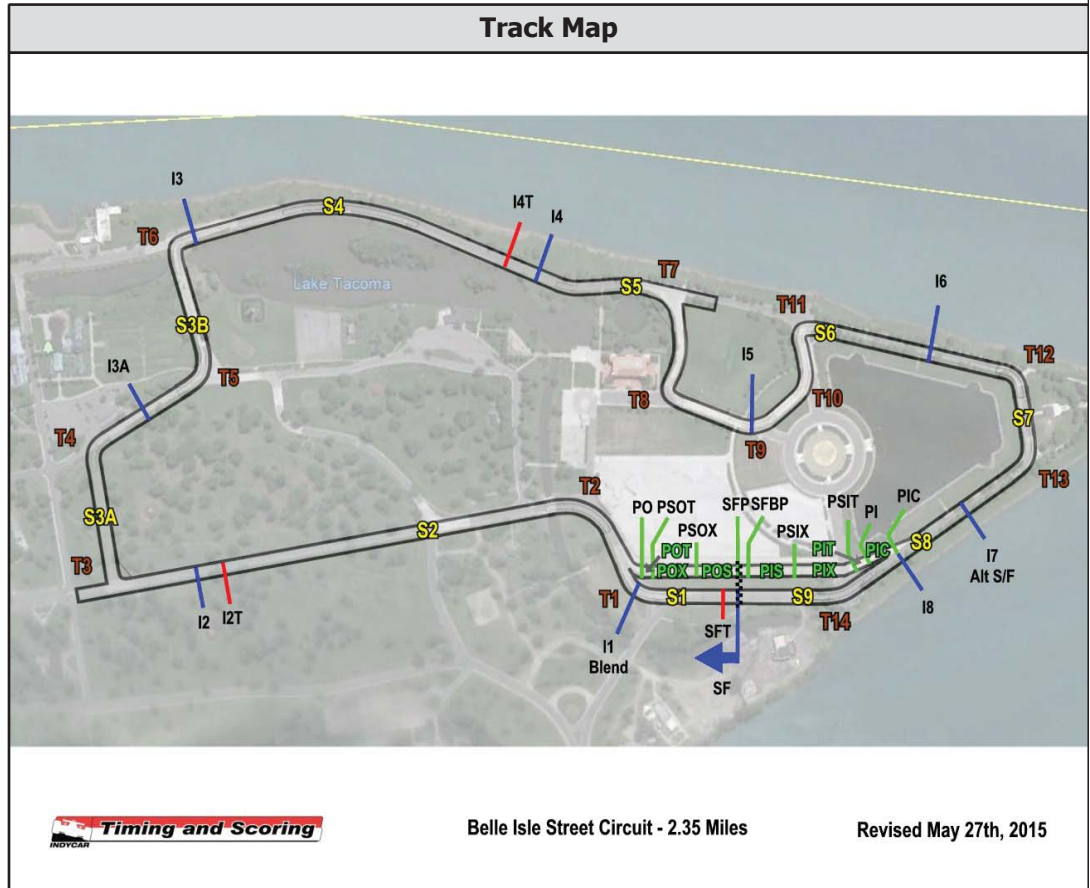 Track Map
I3
I4T
I4
S4
T6
T7
Lake Tacoma
S5
T11
I6
S6
S3B
I3A
T5
I5
T12
T8
T10
S7
T4
T9
T13
T2
PO PSOT
PSOX
SFP
SFBP
PSIX
PSIT
PI
PIC
S3A
S2
POT
PIT
PIC
S8
POX
POS
PIS
PIX
I7
Alt S/F
T3
T1
S1
S9
T14
I8
I2
I2T
I1
Blend
SFT
SF
Timing and Scoring
INDYCAR
Belle Isle Street Circuit - 2.35 Miles
Revised May 27th, 2015